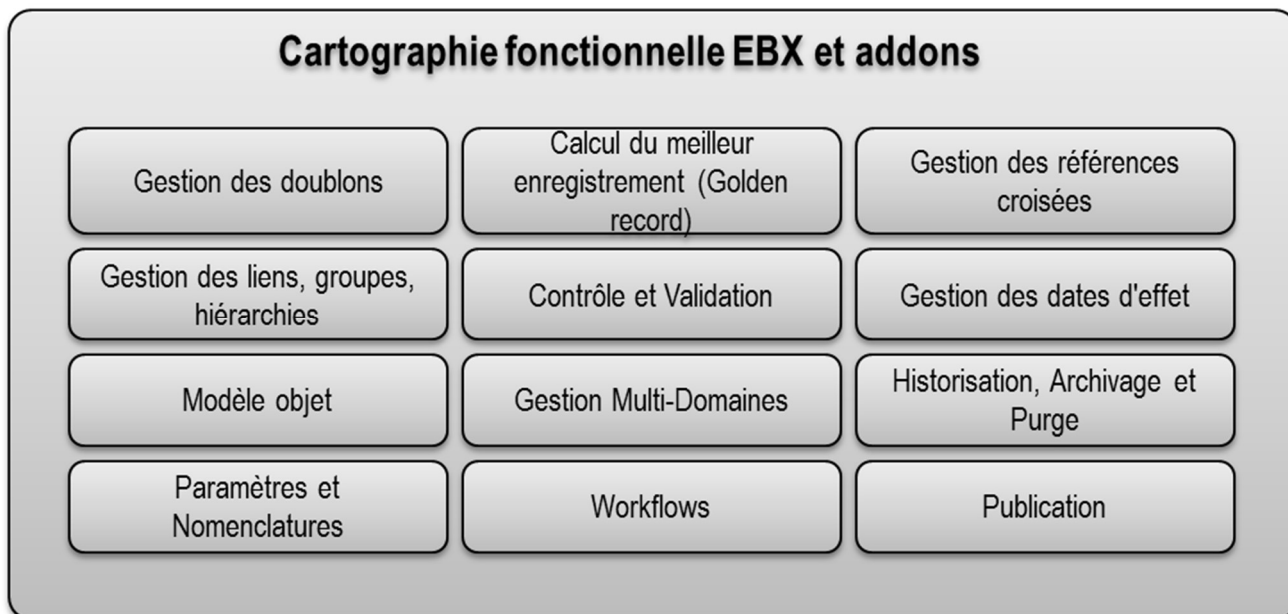 Cartographie fonctionnelle EBX et addons
Gestion des doublons
Calcul du meilleur
enregistrement (Golden
record)
Gestion des références
croisées
Gestion des liens, groupes,
hiérarchies
Contrôle et Validation
Gestion des dates d'effet
Modèle objet
Gestion Multi-Domaines
Historisation, Archivage et
Purge
Paramètres et
Nomenclatures
Workflows
Publication